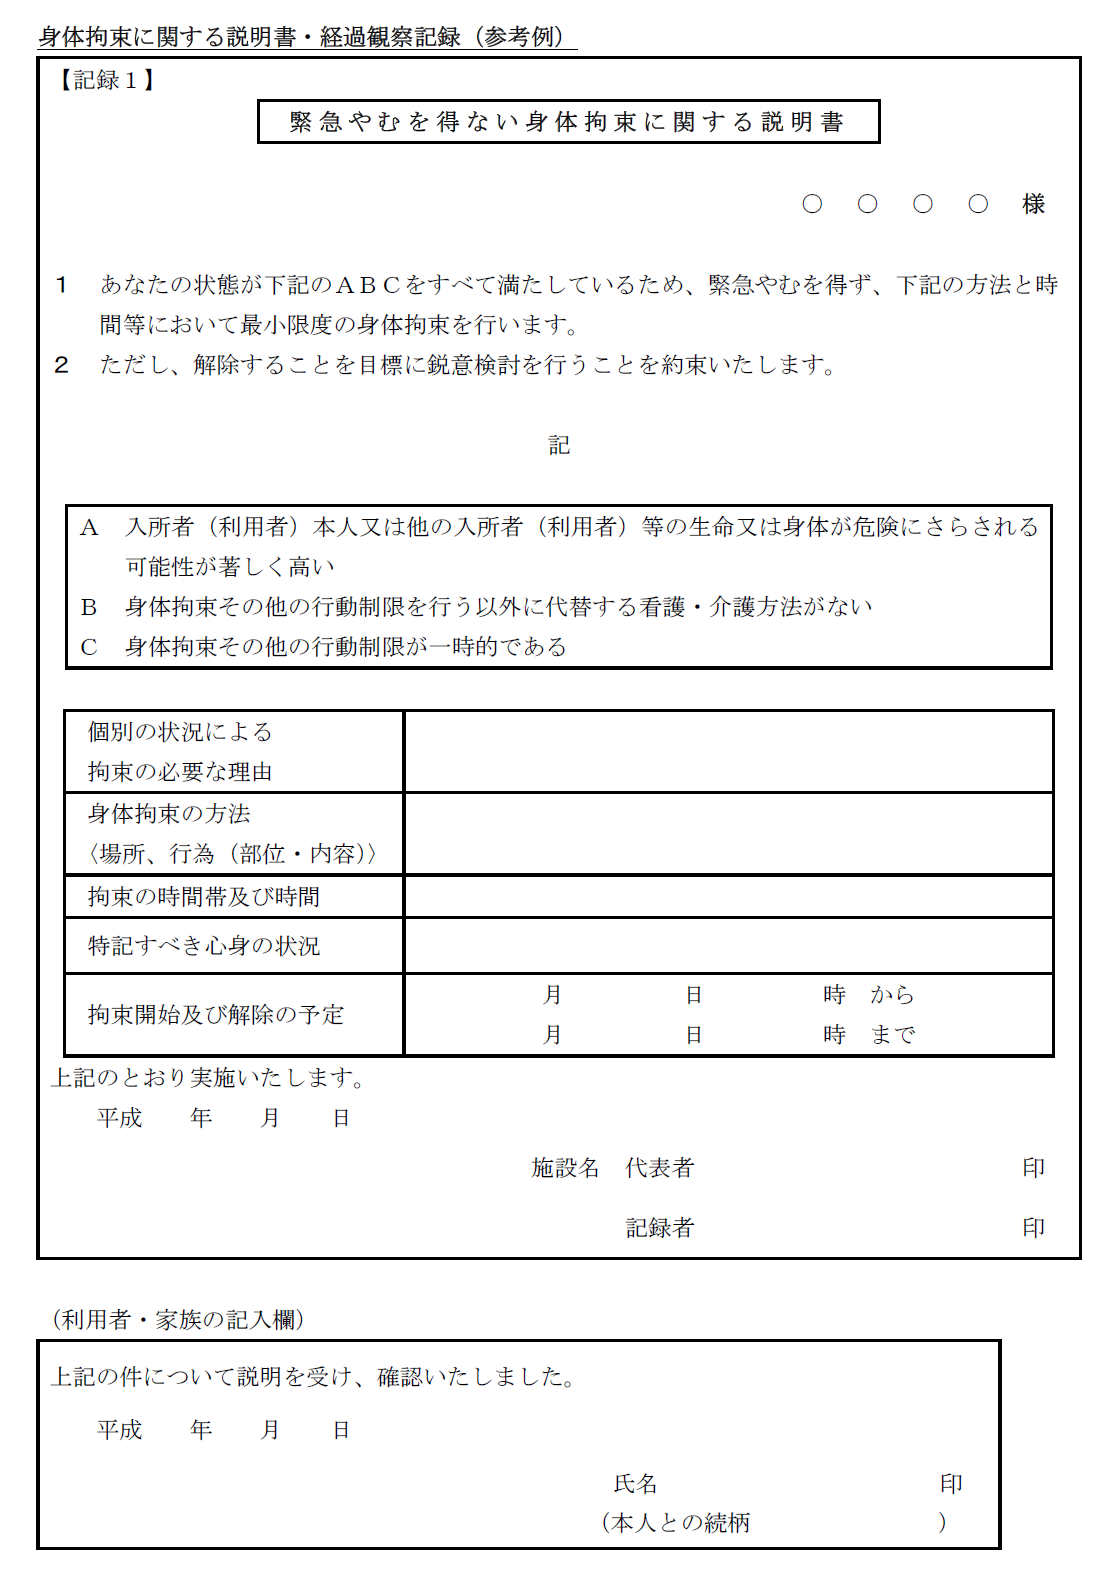 身体拘束に関する説明書・経過観察記録（参考例）
【記録１】
緊急やむを得ない身体拘束に関する説明書
○　○　○　○　様
1　あなたの状態が下記のＡＢＣをすべて満たしているため、緊急やむを得ず、下記の方法と時
間等において最小限度の身体拘束を行います。
2　ただし、解除することを目標に鋭意検討を行うことを約束いたします。
記
Ａ　入所者（利用者）本人又は他の入所者（利用者）等の生命又は身体が危険にさらされる
可能性が著しく高い
Ｂ　身体拘束その他の行動制限を行う以外に代替する看護・介護方法がない
Ｃ　身体拘束その他の行動制限が一時的である
個別の状況による
拘束の必要な理由
身体拘束の方法
〈場所、行為（部位・内容）〉
拘束の時間帯及び時間
特記すべき心身の状況
拘束開始及び解除の予定
月　日　時　から
月　日　時　まで
上記のとおり実施いたします。
平成　年　月　日
施設名　代表者　印
記録者　印
（利用者・家族の記入欄）
上記の件について説明を受け、確認いたしました。
平成　年　月　日
氏名　印
（本人との続柄　）